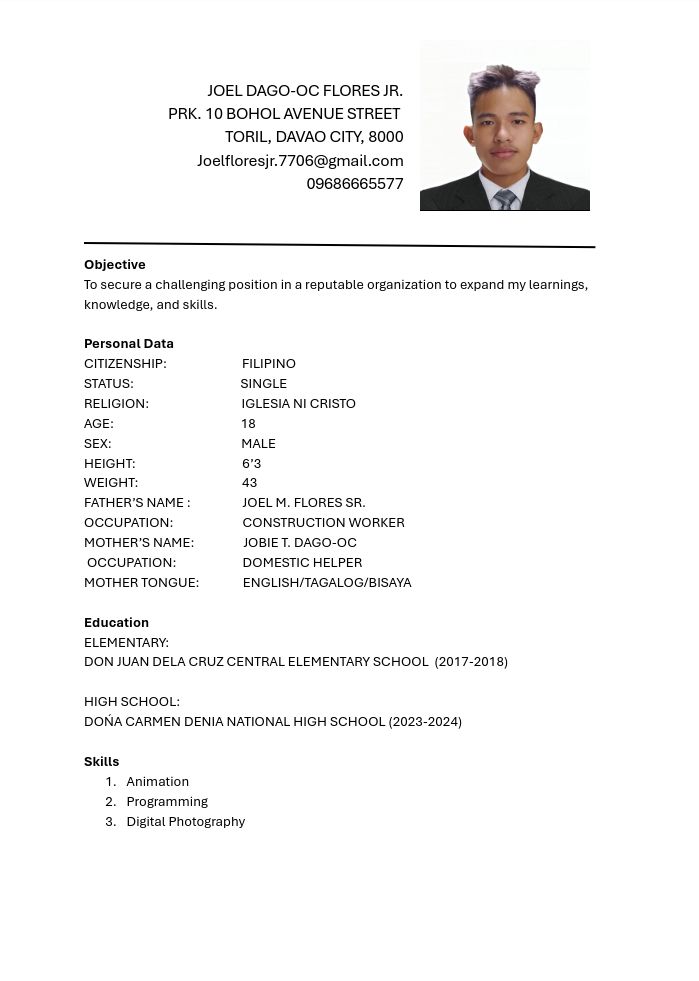 JOEL DAGO-OC FLORES JR.
PRK. 10 BOHOL AVENUE STREET
TORIL, DAVAO CITY, 8000
Joelfloresjr.7706@gmail.com
09686665577
Objective
To secure a challenging position in a reputable organization to expand my learnings,
knowledge, and skills.
Personal Data
CITIZENSHIP: FILIPINO
STATUS: SINGLE
RELIGION: IGLESIA NI CRISTO
AGE: 18
SEX: MALE
HEIGHT: 6’3
WEIGHT: 43
FATHER’S NAME : JOEL M. FLORES SR.
OCCUPATION: CONSTRUCTION WORKER
MOTHER’S NAME: JOBIE T. DAGO-OC
OCCUPATION: DOMESTIC HELPER
MOTHER TONGUE: ENGLISH/TAGALOG/BISAYA
Education
ELEMENTARY:
DON JUAN DELA CRUZ CENTRAL ELEMENTARY SCHOOL (2017-2018)
HIGH SCHOOL:
DOŃA CARMEN DENIA NATIONAL HIGH SCHOOL (2023-2024)
Skills
1. Animation
2. Programming
3. Digital Photography